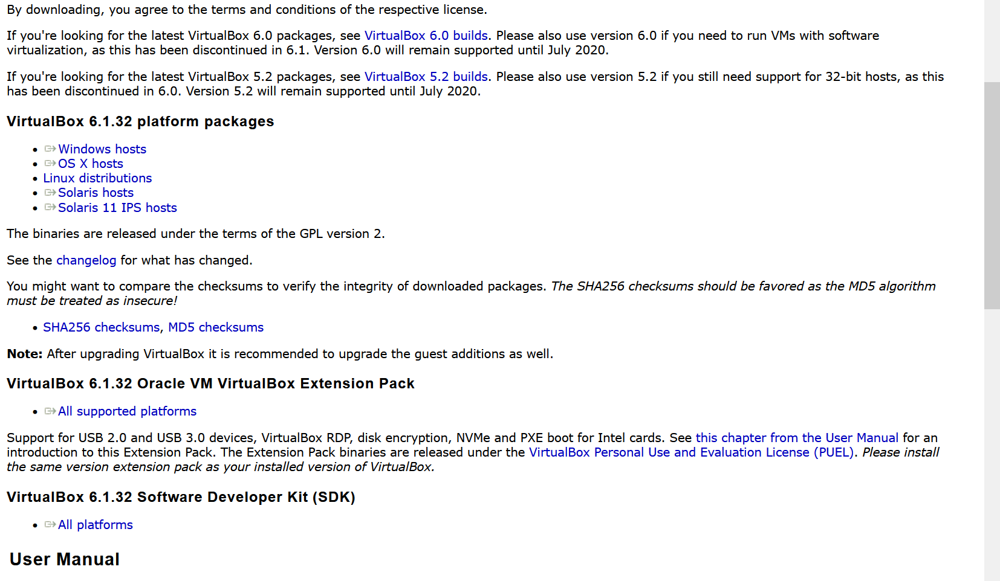 By downloading, you agree to the terms and conditions of the respective license.
If you're looking for the latest VirtualBox 6.0 packages, see VirtualBox 6.0 builds. Please also use version 6.0 if you need to run VMs with software
virtualization, as this has been discontinued in 6.1. Version 6.0 will remain supported until July 2020.
If you're looking for the latest VirtualBox 5.2 packages, see VirtualBox 5.2 builds. Please also use version 5.2 if you still need support for 32-bit hosts, as this
has been discontinued in 6.0. Version 5.2 will remain supported until July 2020.
VirtualBox 6.1.32 platform packages
• Windows hosts
• OS X hosts
• Linux distributions
• Solaris hosts
• Solaris 11 IPS hosts
The binaries are released under the terms of the GPL version 2.
See the changelog for what has changed.
You might want to compare the checksums to verify the integrity of downloaded packages. The SHA256 checksums should be favored as the MD5 algorithm
must be treated as insecure!
• SHA256 checksums, MD5 checksums
Note: After upgrading VirtualBox it is recommended to upgrade the guest additions as well.
VirtualBox 6.1.32 Oracle VM VirtualBox Extension Pack
• All supported platforms
Support for USB 2.0 and USB 3.0 devices, VirtualBox RDP, disk encryption, NVMe and PXE boot for Intel cards. See this chapter from the User Manual for an
introduction to this Extension Pack. The Extension Pack binaries are released under the VirtualBox Personal Use and Evaluation License (PUEL). Please install
the same version extension pack as your installed version of VirtualBox.
VirtualBox 6.1.32 Software Developer Kit (SDK)
• All platforms
User Manual